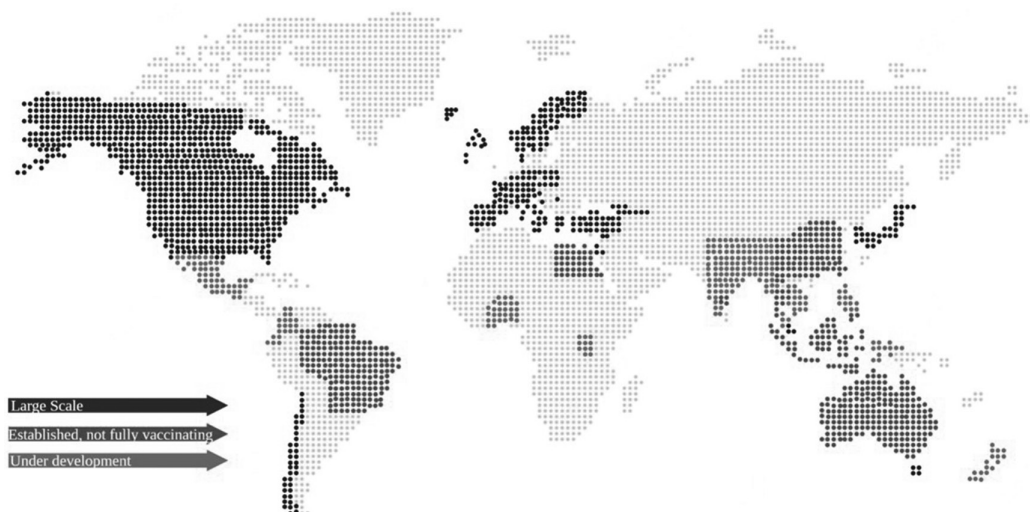 Large Scale
Established, not fully vaccinating
Under development